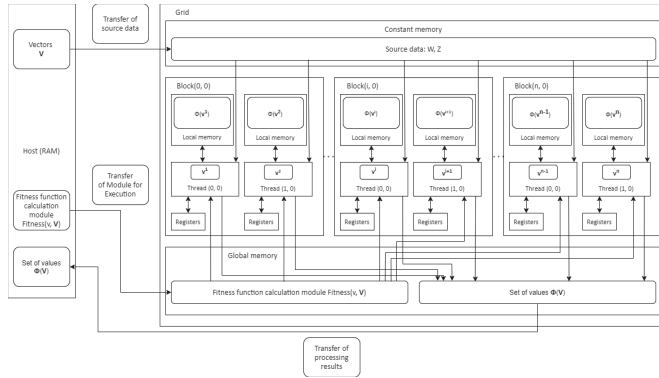 Grid
Transfer of
source data
Constant memory
Vectors
V
Source data: W, Z
Block(0, 0)
Block(i, 0)
Block(n, 0)
Φ(v¹)
Φ(v²)
Φ(vⁱ)
Φ(vⁱ⁺¹)
Φ(vⁿ⁻¹)
Φ(vⁿ)
Local memory
Local memory
Local memory
Local memory
Local memory
Local memory
Host (RAM)
v¹
v²
vⁱ
vⁱ⁺¹
vⁿ⁻¹
vⁿ
Thread (0, 0)
Thread (1, 0)
Thread (0, 0)
Thread (1, 0)
Thread (0, 0)
Thread (1, 0)
Transfer
of Module for
Execution
Fitness function
calculation
module
Fitness(v, V)
Registers
Registers
Registers
Registers
Registers
Registers
Global memory
Set of values
Φ(V)
Fitness function calculation module Fitness(v, V)
Set of values Φ(V)
Transfer of
processing
results